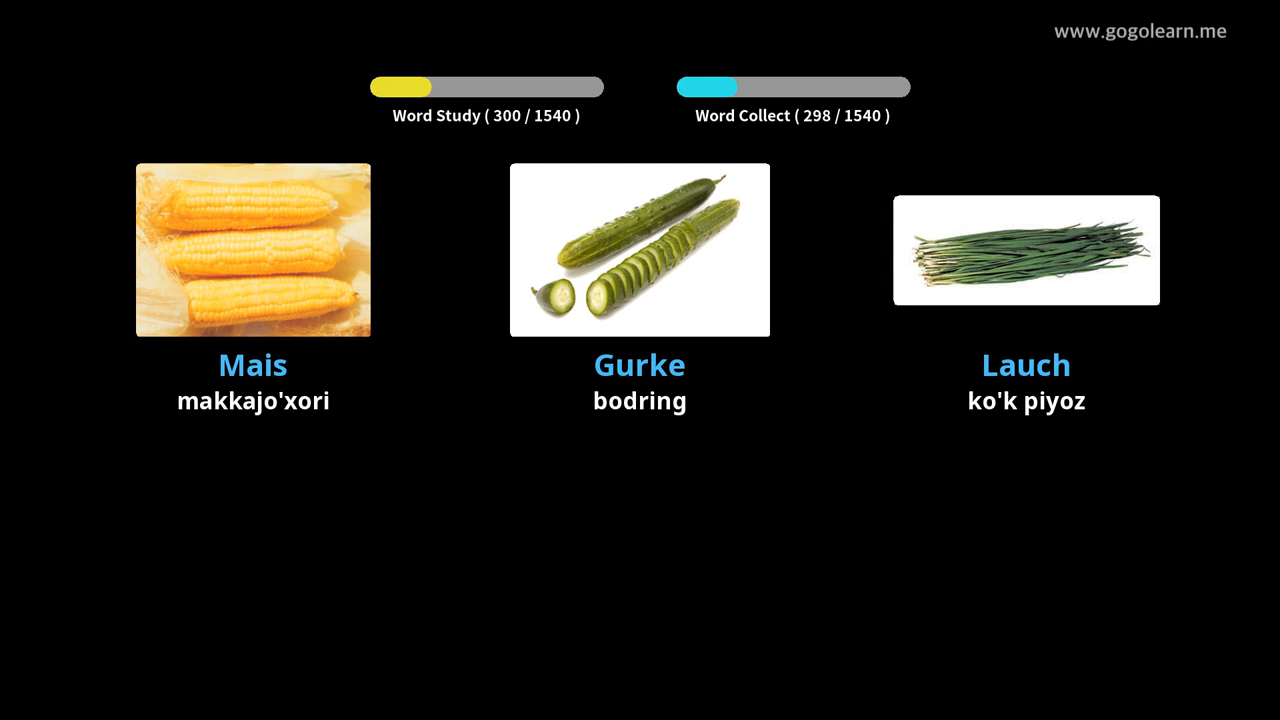 www.gogolearn.me
Word Study ( 300 / 1540 )
Word Collect ( 298 / 1540 )
Mais
makkajo'xori
Gurke
bodring
Lauch
ko'k piyoz